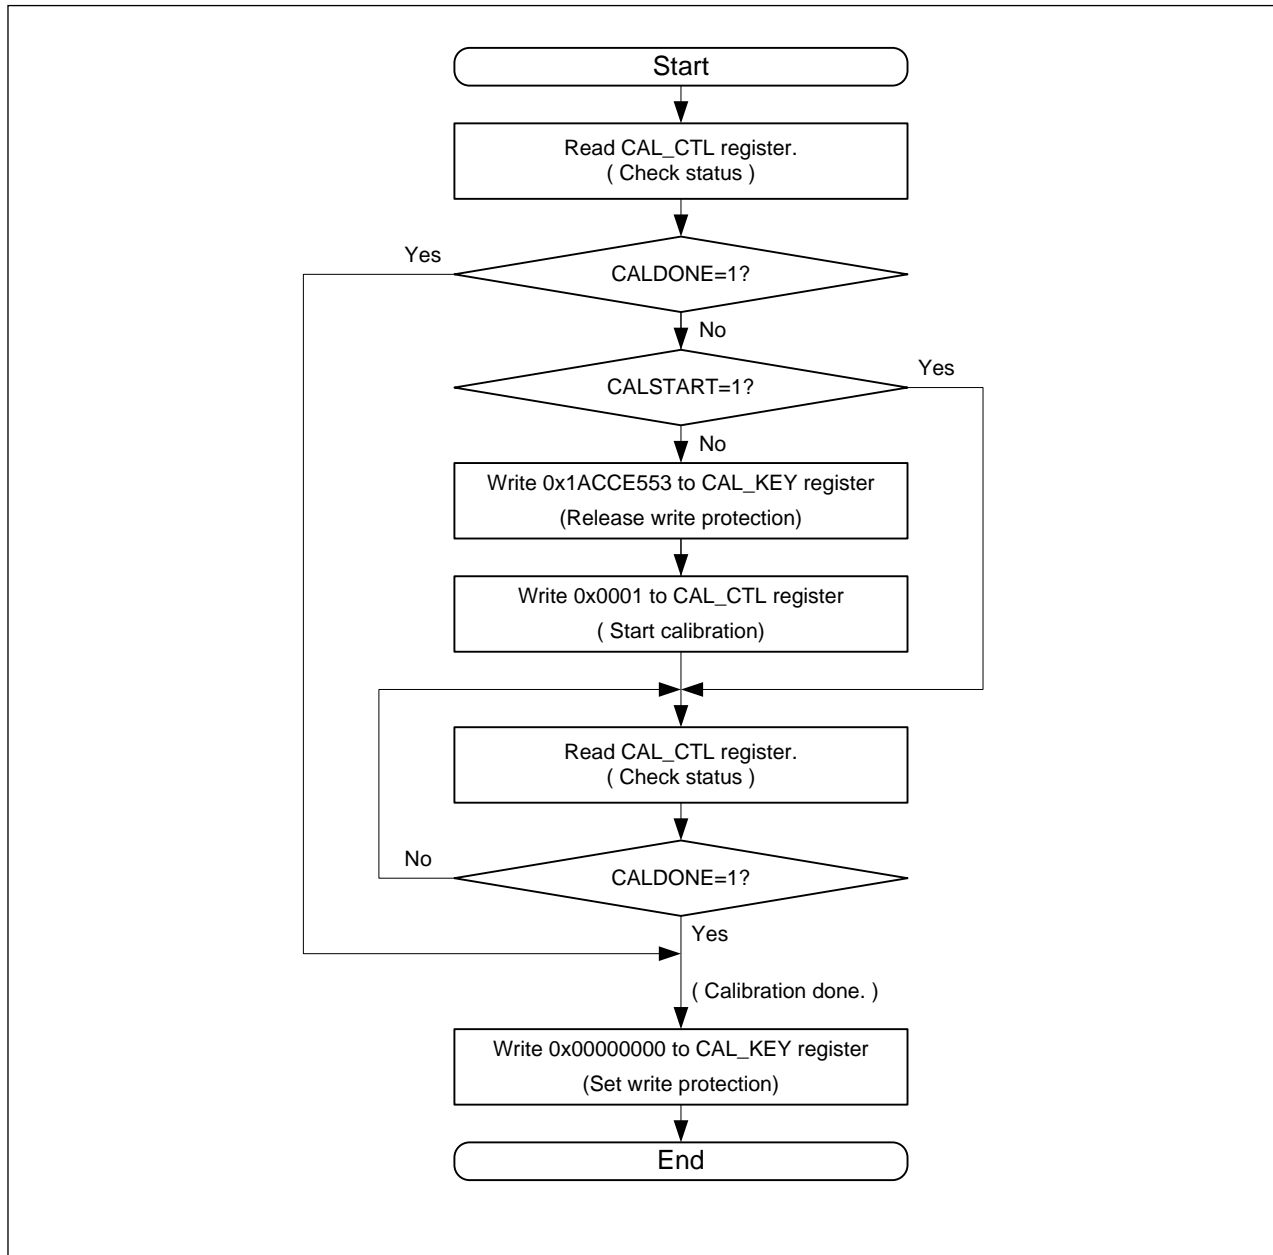 Start
Read CAL_CTL register.
( Check status )
Yes
CALDONE=1?
No
CALSTART=1?
Yes
No
Write 0x1ACCE553 to CAL_KEY register
(Release write protection)
Write 0x0001 to CAL_CTL register
( Start calibration)
Read CAL_CTL register.
( Check status )
No
CALDONE=1?
Yes
( Calibration done. )
Write 0x00000000 to CAL_KEY register
(Set write protection)
End